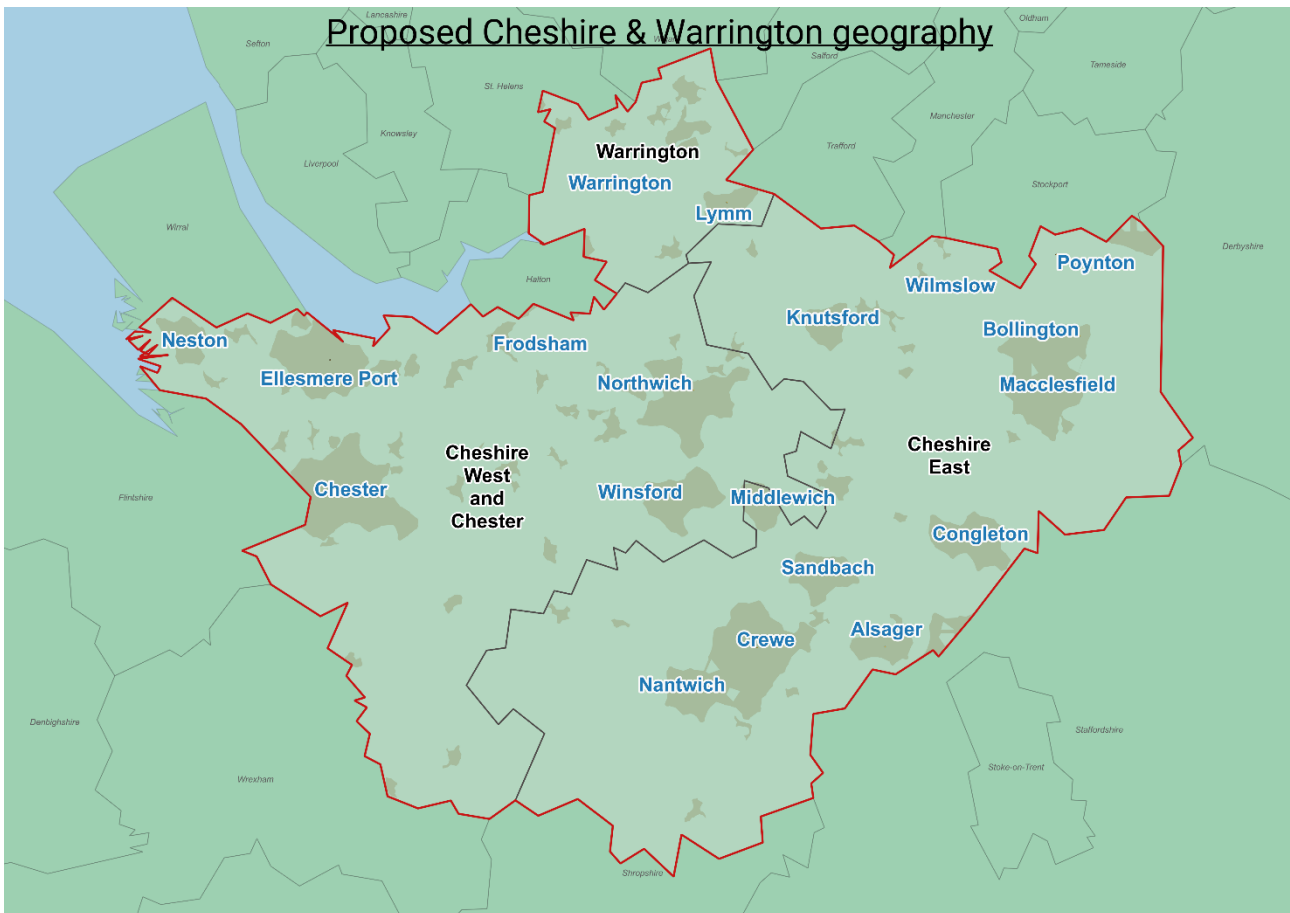 Proposed Cheshire & Warrington geography
Lancashire
Oldham
Sefton
Salford
Tameside
St. Helens
Manchester
Knowsley
Trafford
Warrington
Liverpool
Warrington
Stockport
Lymm
Wirral
Derbyshire
Poynton
Halton
Wilmslow
Knutsford
Bollington
Neston
Frodsham
Ellesmere Port
Northwich
Macclesfield
Cheshire
West
and
Chester
Cheshire
East
Chester
Winsford
Middlewich
Flintshire
Congleton
Sandbach
Alsager
Crewe
Nantwich
Denbighshire
Staffordshire
Stoke-on-Trent
Wrexham
Shropshire